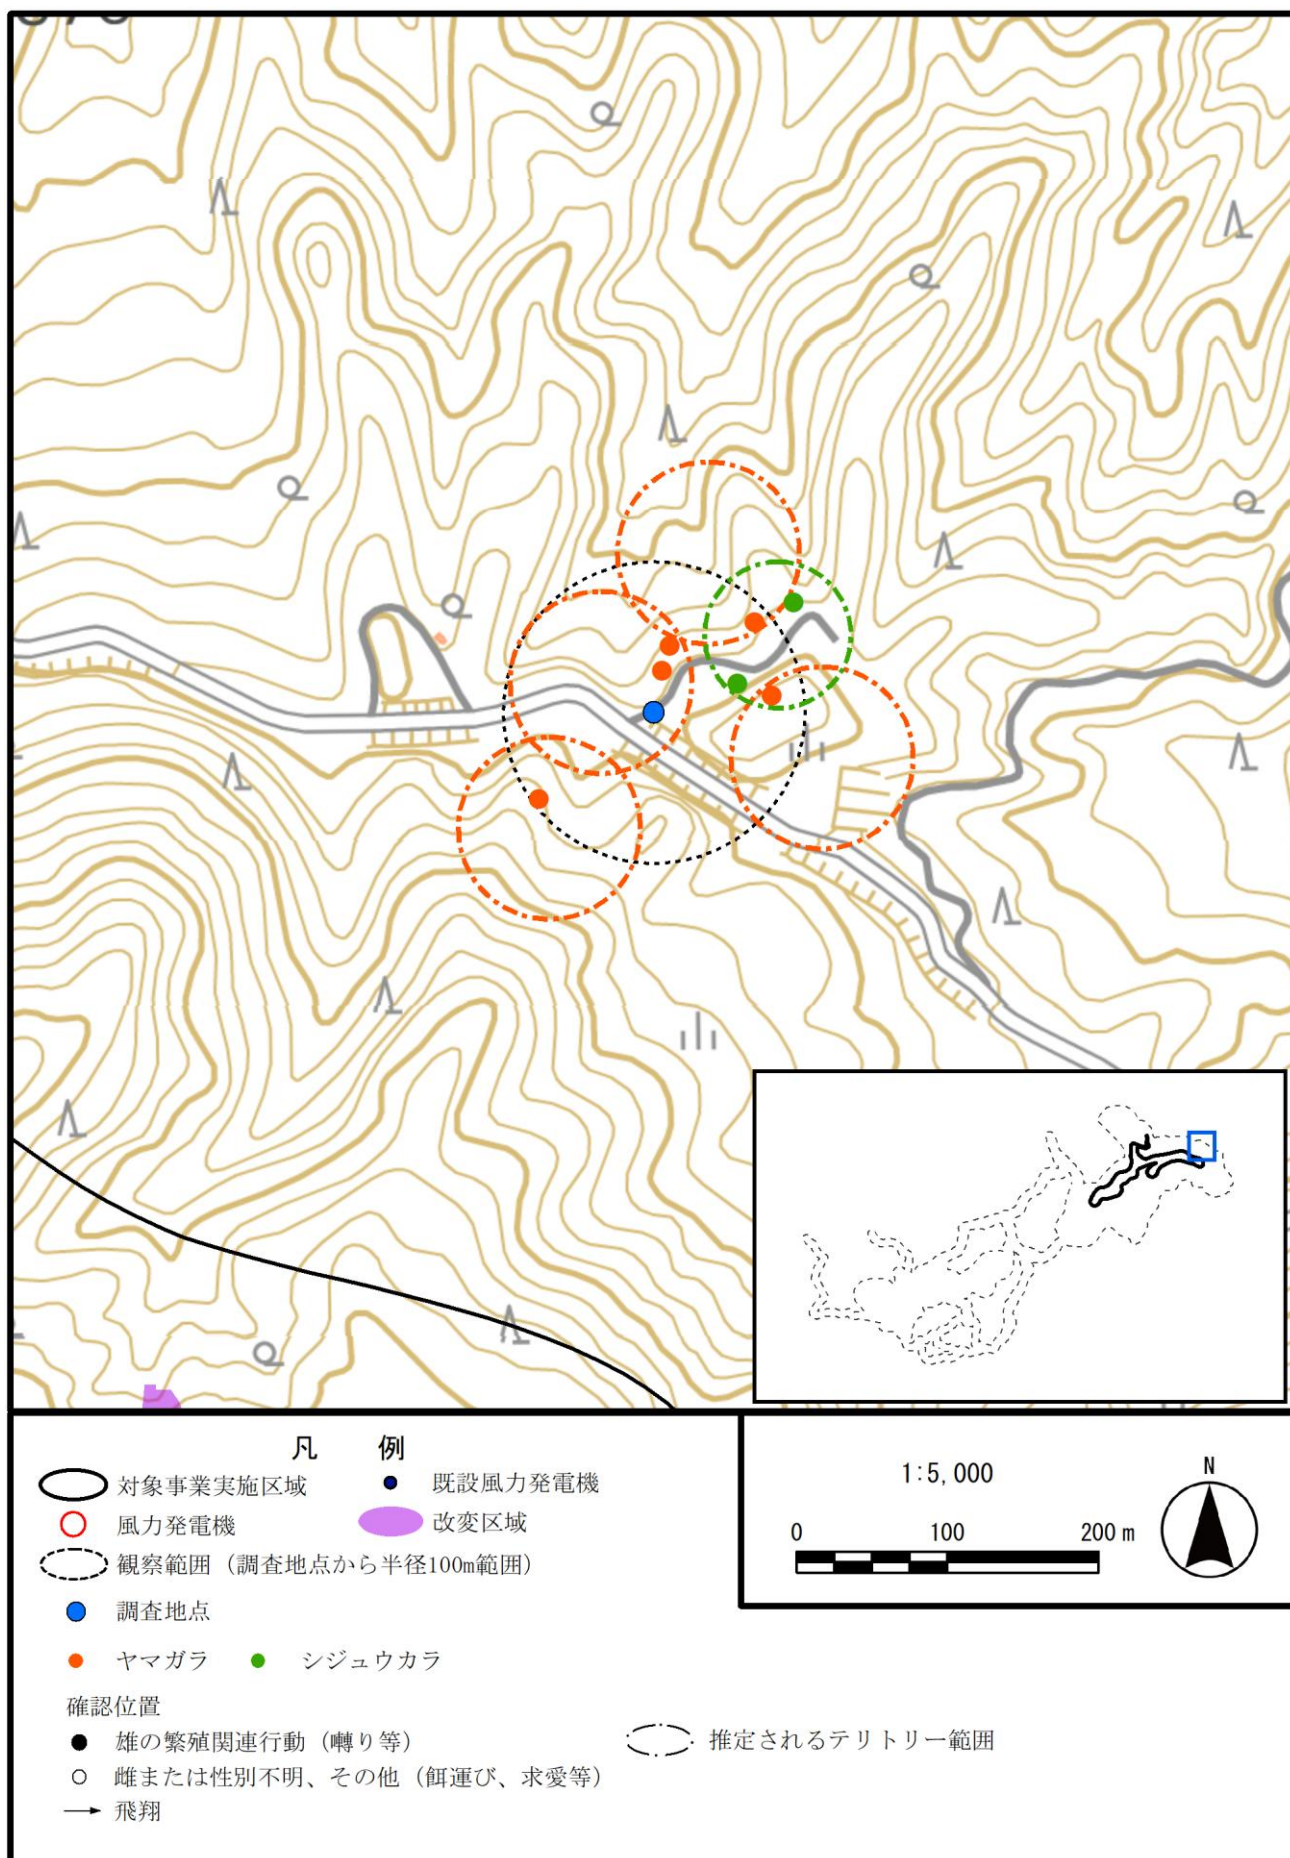 凡 例
対象事業実施区域 既設風力発電機
風力発電機 改変区域
観察範囲（調査地点から半径100m範囲）
調査地点
ヤマガラ シジュウカラ
確認位置
雄の繁殖関連行動（囀り等） 推定されるテリトリー範囲
雌または性別不明、その他（餌運び、求愛等）
飛翔
1:5,000
0 100 200 m
N